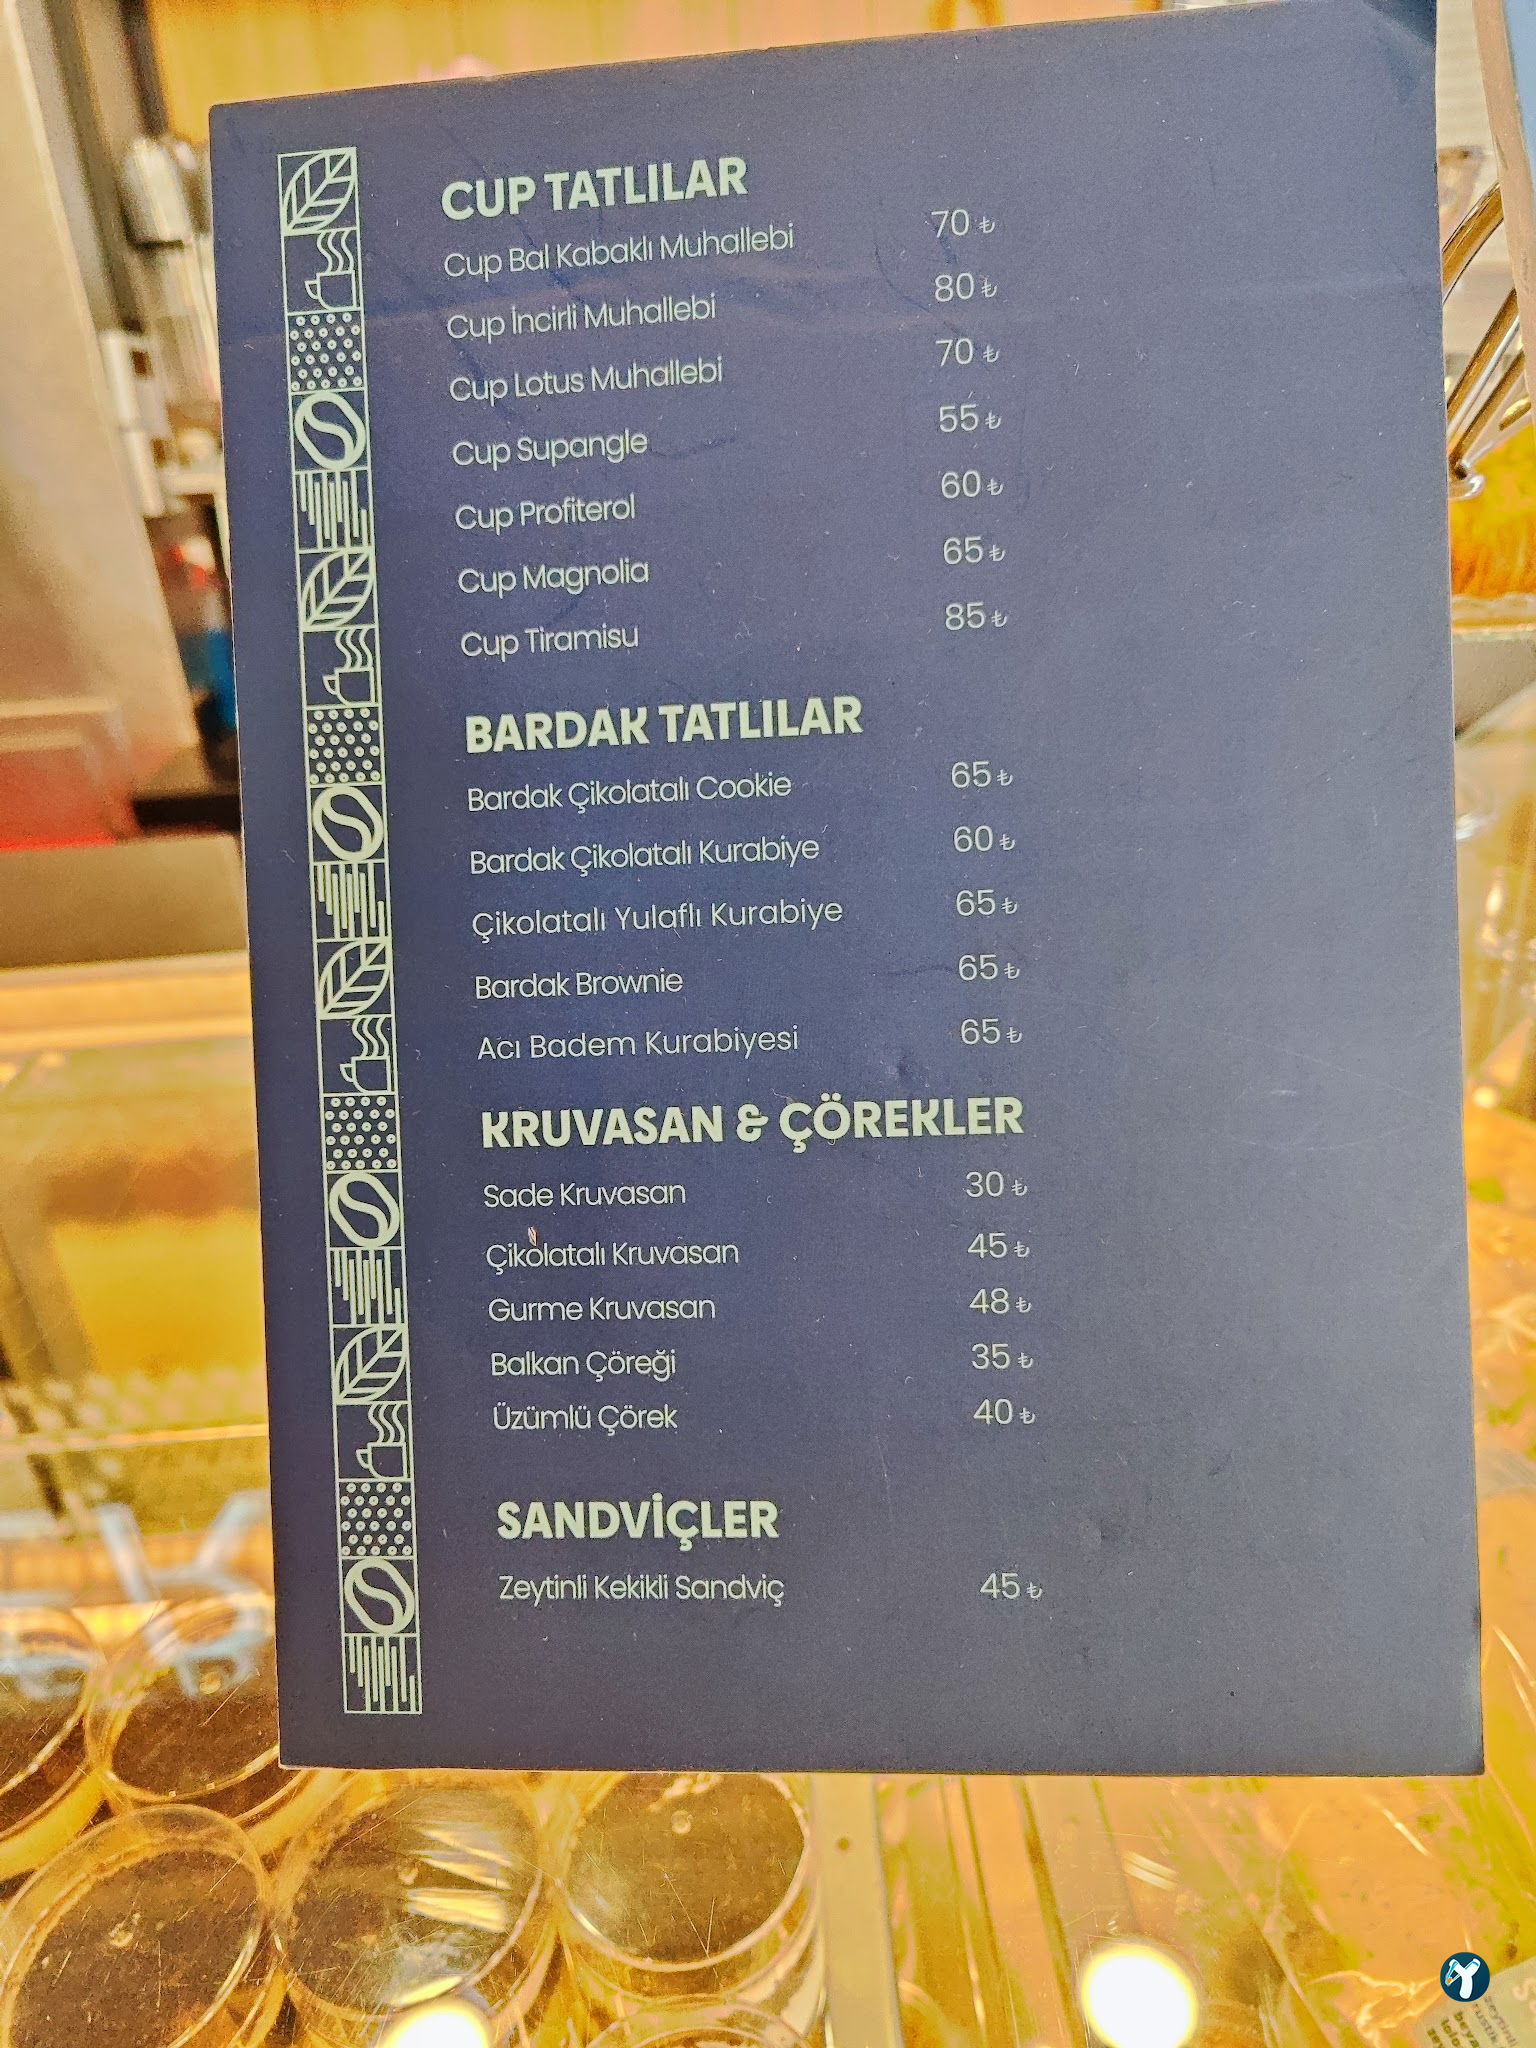 CUP TATLILAR
Cup Bal Kabaklı Muhallebi 70 ₺
Cup İncirli Muhallebi 80 ₺
Cup Lotus Muhallebi 70 ₺
Cup Supangle 55 ₺
Cup Profiterol 60 ₺
Cup Magnolia 65 ₺
Cup Tiramisu 85 ₺
BARDAK TATLILAR
Bardak Çikolatalı Cookie 65 ₺
Bardak Çikolatalı Kurabiye 60 ₺
Çikolatalı Yulaflı Kurabiye 65 ₺
Bardak Brownie 65 ₺
Acı Badem Kurabiyesi 65 ₺
KRUVASAN & ÇÖREKLER
Sade Kruvasan 30 ₺
Çikolatalı Kruvasan 45 ₺
Gurme Kruvasan 48 ₺
Balkan Çöreği 35 ₺
Üzümlü Çörek 40 ₺
SANDVİÇLER
Zeytinli Kekikli Sandviç 45 ₺